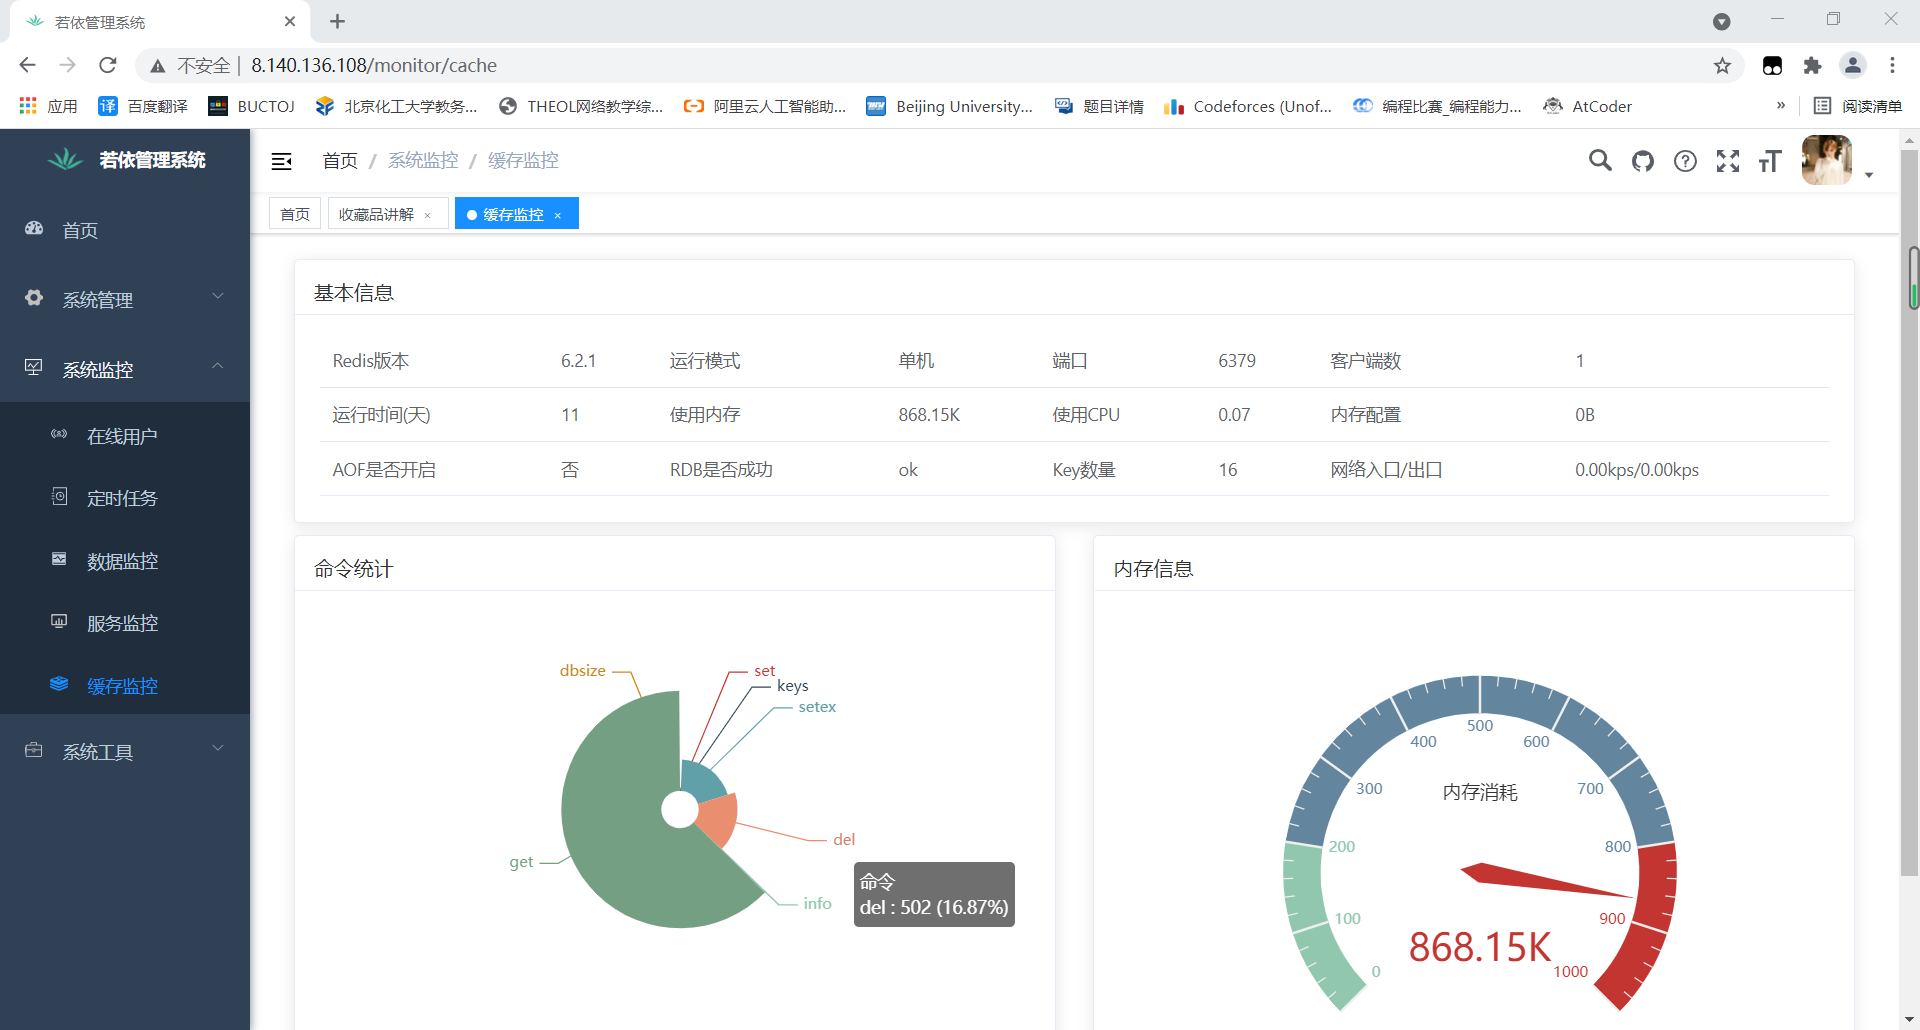 若依管理系统
不安全 8.140.136.108/monitor/cache
应用 百度翻译 BUCTOJ 北京化工大学教务... THEOL网络教学综... 阿里云人工智能助... Beijing University... 题目详情 Codeforces (Unof... 编程比赛_编程能力... AtCoder » 阅读清单
若依管理系统
首页
系统管理
系统监控
在线用户
定时任务
数据监控
服务监控
缓存监控
系统工具
首页 / 系统监控 / 缓存监控
首页 收藏品讲解 × 缓存监控 ×
基本信息
Redis版本 6.2.1 运行模式 单机 端口 6379 客户端数 1
运行时间(天) 11 使用内存 868.15K 使用CPU 0.07 内存配置 0B
AOF是否开启 否 RDB是否成功 ok Key数量 16 网络入口/出口 0.00kps/0.00kps
命令统计
dbsize
set
keys
setex
del
get
info
命令
del : 502 (16.87%)
内存信息
500
400 600
300 内存消耗 700
200 800
100 900
868.15K
0 1000